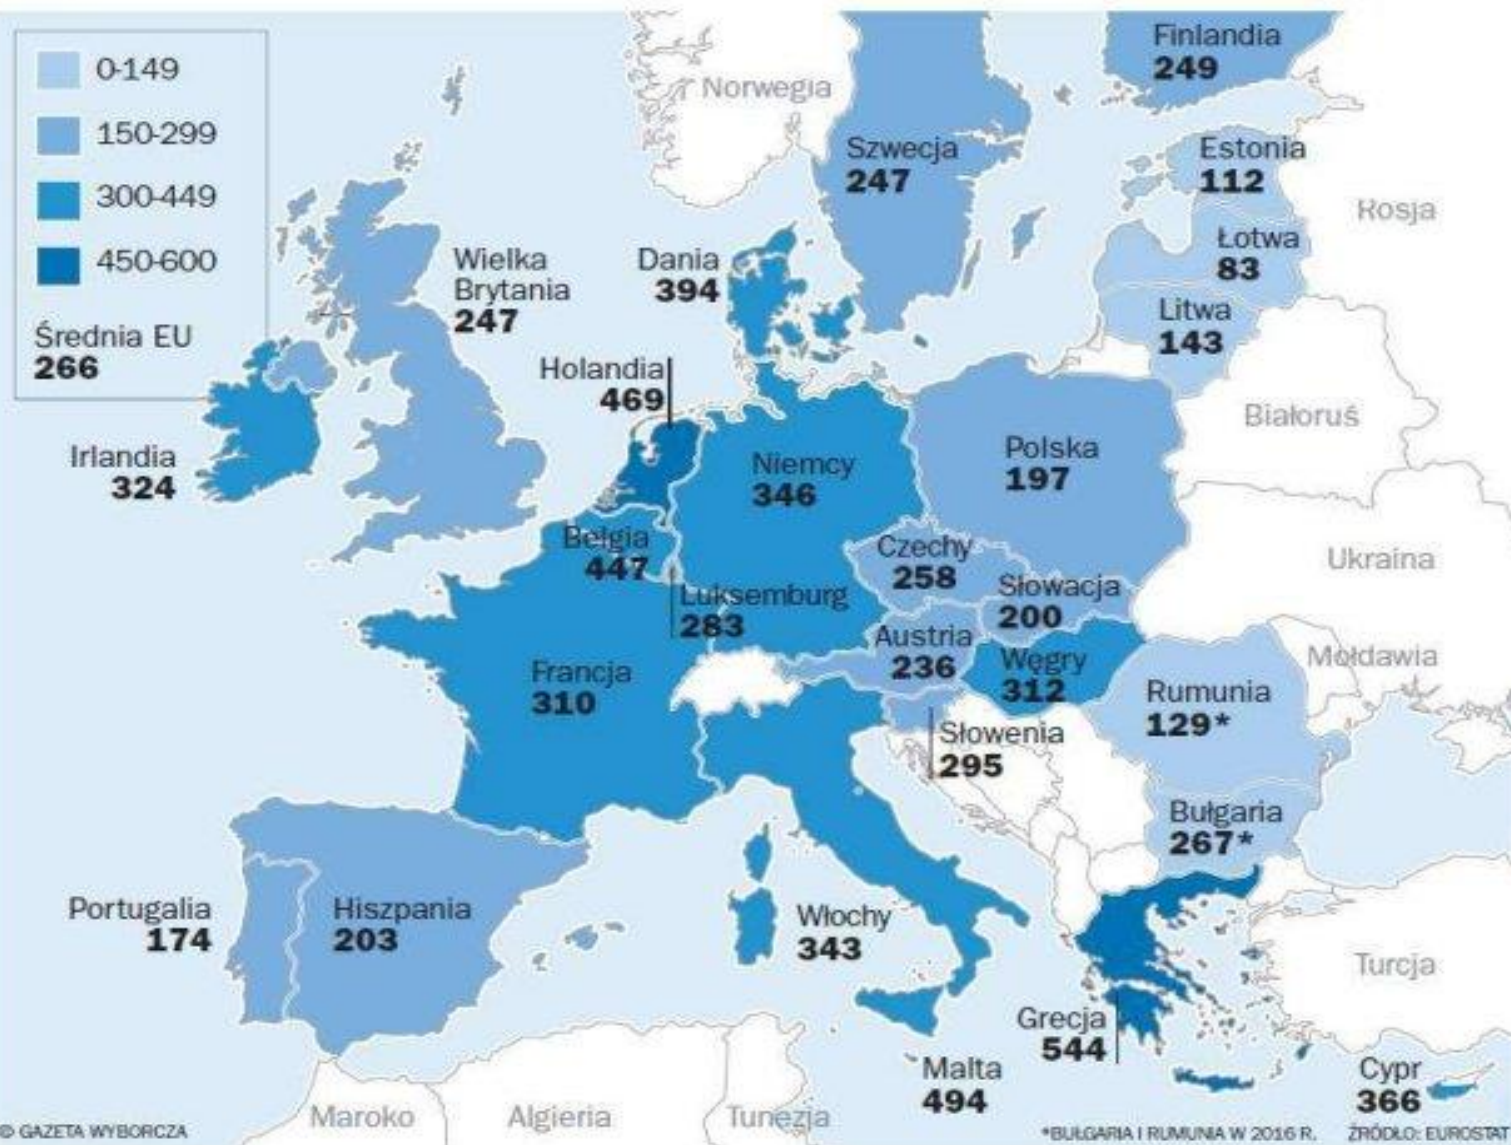 0-149
150-299
300-449
450-600
Średnia EU
266
Norwegia
Finlandia
249
Szwecja
247
Estonia
112
Rosja
Łotwa
83
Litwa
143
Wielka
Brytania
247
Dania
394
Holandia
469
Białoruś
Irlandia
324
Niemcy
346
Polska
197
Belgia
447
Czechy
258
Ukraina
Luksemburg
283
Słowacja
200
Austria
236
Węgry
312
Mołdawia
Francja
310
Rumunia
129*
Słowenia
295
Bułgaria
267*
Portugalia
174
Hiszpania
203
Włochy
343
Turcja
Grecja
544
Malta
494
Cypr
366
Maroko
Algieria
Tunezja
© GAZETA WYBORCZA
*BUŁGARIA I RUMUNIA W 2016 R.
ŹRÓDŁO: EUROSTAT